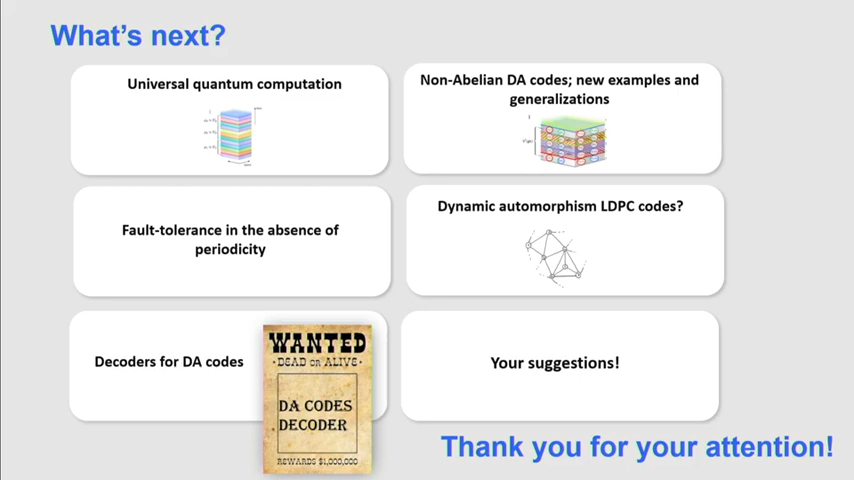 What's next?
Universal quantum computation
Non-Abelian DA codes; new examples and
generalizations
Fault-tolerance in the absence of
periodicity
Dynamic automorphism LDPC codes?
Decoders for DA codes
WANTED
DEAD or ALIVE
DA CODES
DECODER
REWARDS $1,000,000
Your suggestions!
Thank you for your attention!